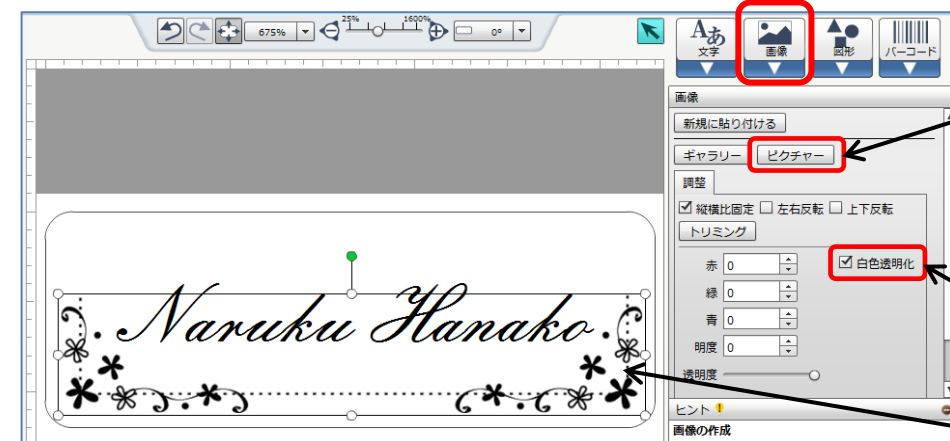 675%
25%
1600%
0°
Aあ
文字
画像
図形
バーコード
画像
新規に貼り付ける
ギャラリー
ピクチャー
調整
縦横比固定 左右反転 上下反転
トリミング
赤 0
白色透明化
緑 0
青 0
明度 0
透明度
Naruku Hanako
ヒント
画像の作成